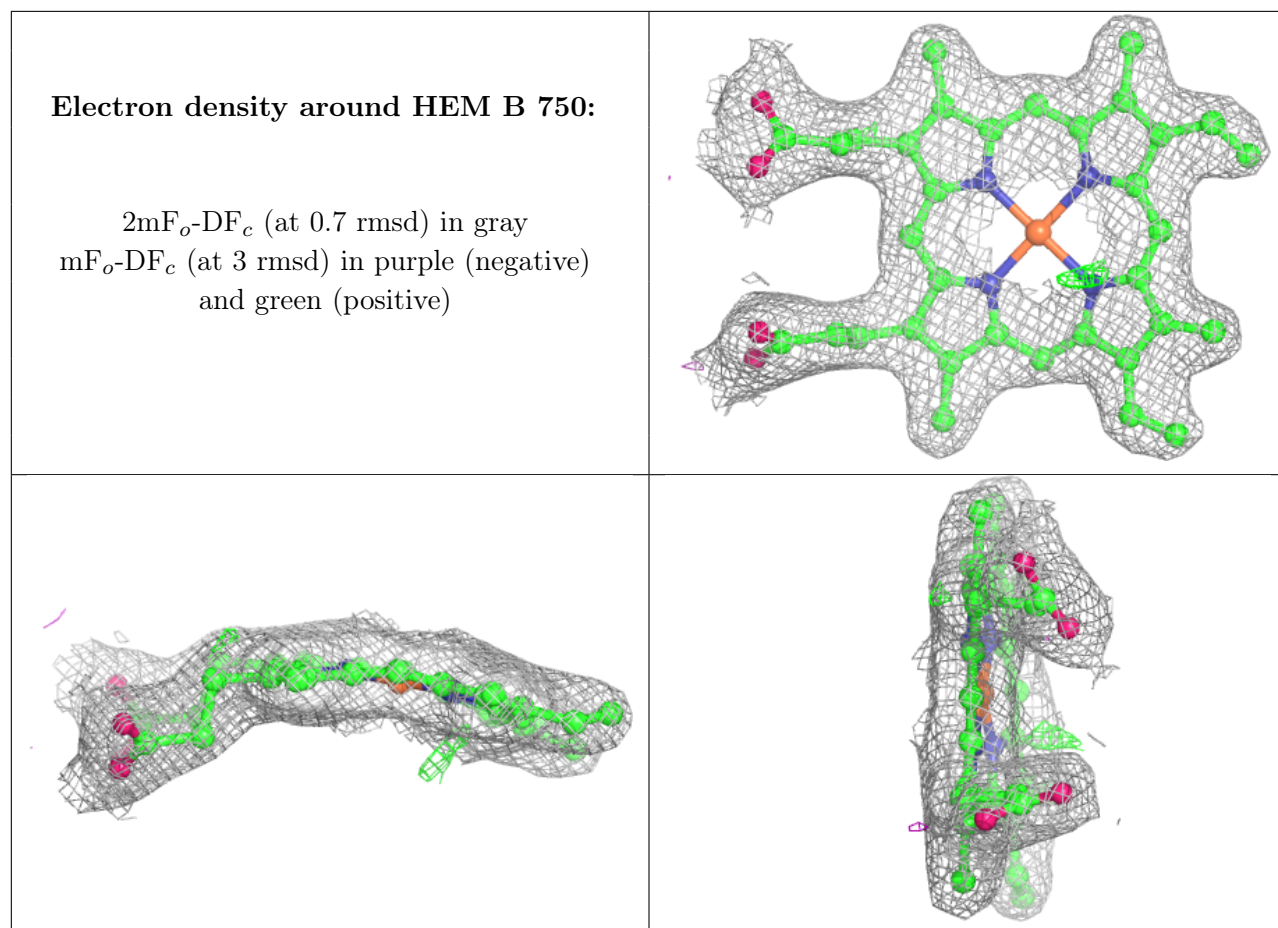 Electron density around HEM B 750:
2mFo-DFc (at 0.7 rmsd) in gray
mFo-DFc (at 3 rmsd) in purple (negative)
and green (positive)